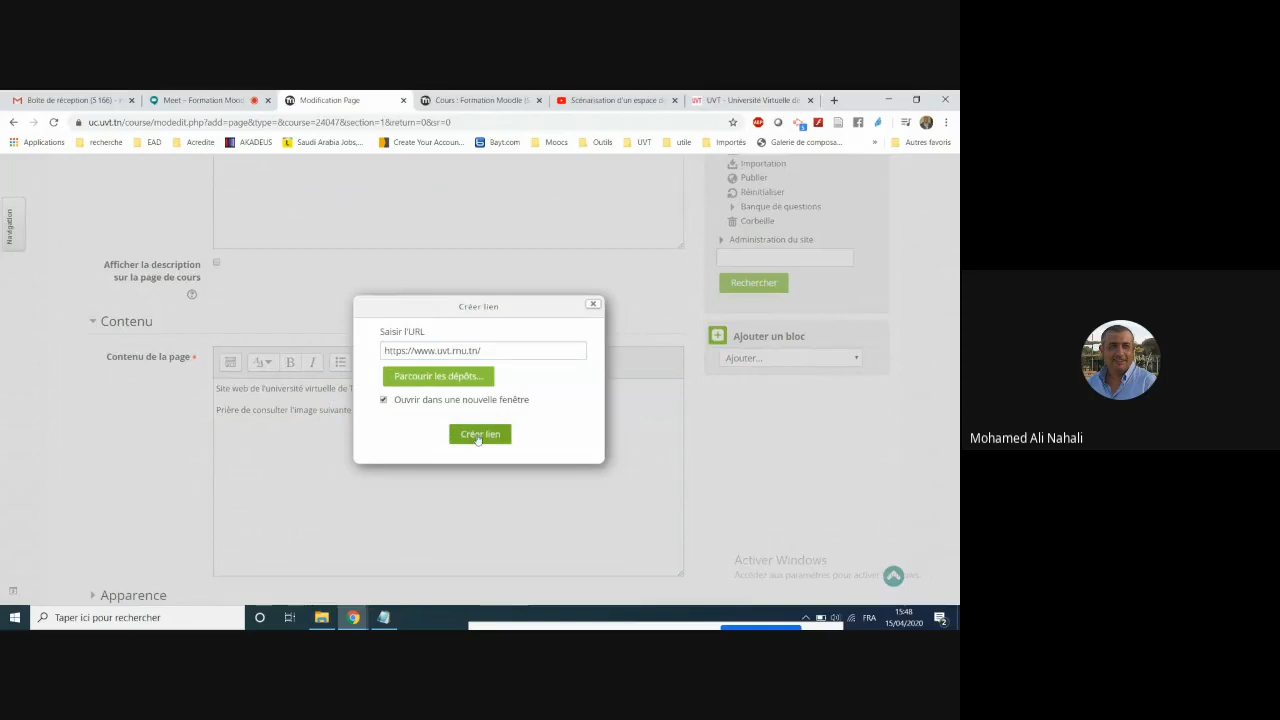 Boîte de réception (5 166) - 
Meet – Formation Mood
Modification Page
Cours : Formation Moodle (S
Scénarisation d'un espace d
UVT - Université Virtuelle de
uc.uvt.tn/course/modedit.php?add=page&type=&course=24047&section=1&return=0&sr=0
Applications
recherche
EAD
Acredite
AKADEUS
Saudi Arabia Jobs,...
Create Your Accoun...
Bayt.com
Moocs
Outils
UVT
utile
Importés
Galerie de composa...
»
Autres favoris
Navigation
Importation
Publier
Réinitialiser
Banque de questions
Corbeille
Administration du site
Rechercher
Afficher la description
sur la page de cours
Contenu
Contenu de la page
Site web de l'université virtuelle de T
Prière de consulter l'image suivante
Créer lien
Saisir l'URL
https://www.uvt.rnu.tn/
Parcourir les dépôts...
Ouvrir dans une nouvelle fenêtre
Créer lien
Ajouter un bloc
Ajouter...
Apparence
Activer Windows
Accédez aux paramètres pour activer
Taper ici pour rechercher
FRA
15:48
15/04/2020
Mohamed Ali Nahali